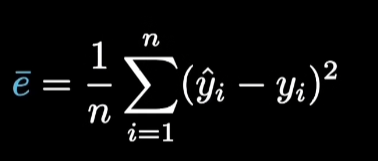 ē = 1/n ∑_{i=1}^{n} (ŷ_i − y_i)²